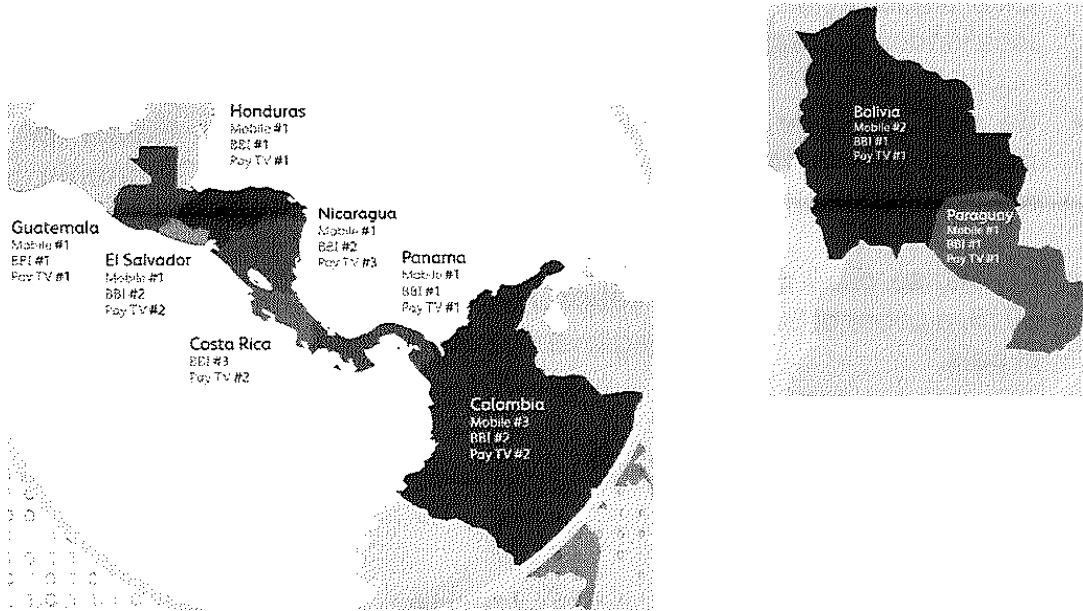 Honduras
Mobile #1
BBI #1
Pay TV #1
Guatemala
Mobile #1
BBI #1
Pay TV #1
El Salvador
Mobile #1
BBI #2
Pay TV #2
Nicaragua
Mobile #1
BBI #2
Pay TV #3
Panama
Mobile #1
BBI #1
Pay TV #1
Costa Rica
BBI #3
Pay TV #2
Colombia
Mobile #3
BBI #2
Pay TV #2
Bolivia
Mobile #2
BBI #1
Pay TV #1
Paraguay
Mobile #1
BBI #1
Pay TV #1